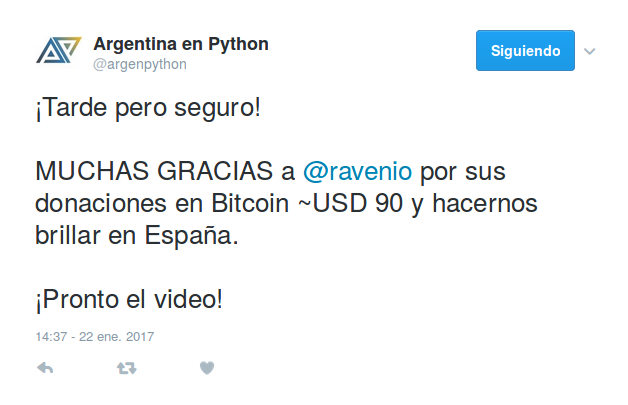 Argentina en Python
@argenpython
Siguiendo
¡Tarde pero seguro!
MUCHAS GRACIAS a @ravenio por sus
donaciones en Bitcoin ~USD 90 y hacernos
brillar en España.
¡Pronto el video!
14:37 - 22 ene. 2017